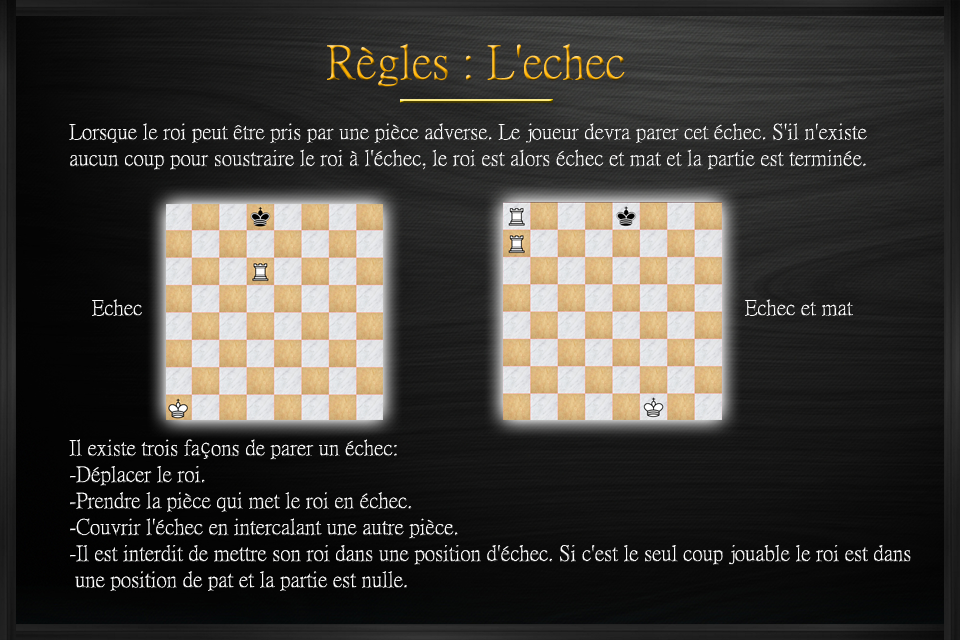 Règles : L'echec
Lorsque le roi peut être pris par une pièce adverse. Le joueur devra parer cet échec. S'il n'existe
aucun coup pour soustraire le roi à l'échec, le roi est alors échec et mat et la partie est terminée.
Echec
Echec et mat
Il existe trois façons de parer un échec:
-Déplacer le roi.
-Prendre la pièce qui met le roi en échec.
-Couvrir l'échec en intercalant une autre pièce.
-Il est interdit de mettre son roi dans une position d'échec. Si c'est le seul coup jouable le roi est dans
une position de pat et la partie est nulle.